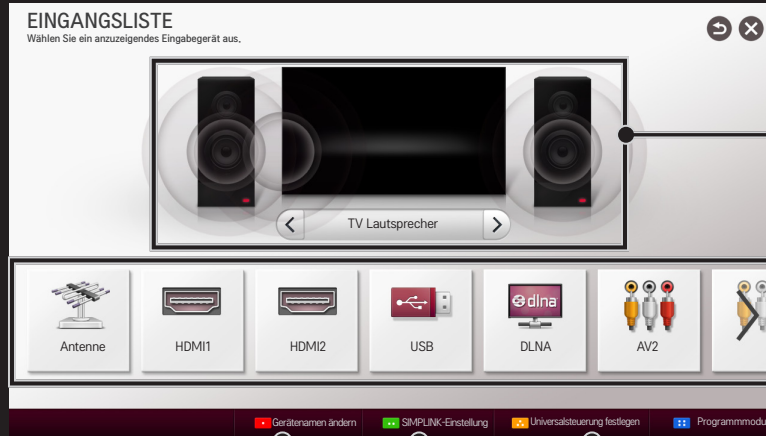 EINGANGSLISTE
Wählen Sie ein anzuzeigendes Eingabegerät aus.
TV Lautsprecher
dlna
Antenne HDMI1 HDMI2 USB DLNA AV2
Gerätenamen ändern SIMPLINK-Einstellung Universalsteuerung festlegen